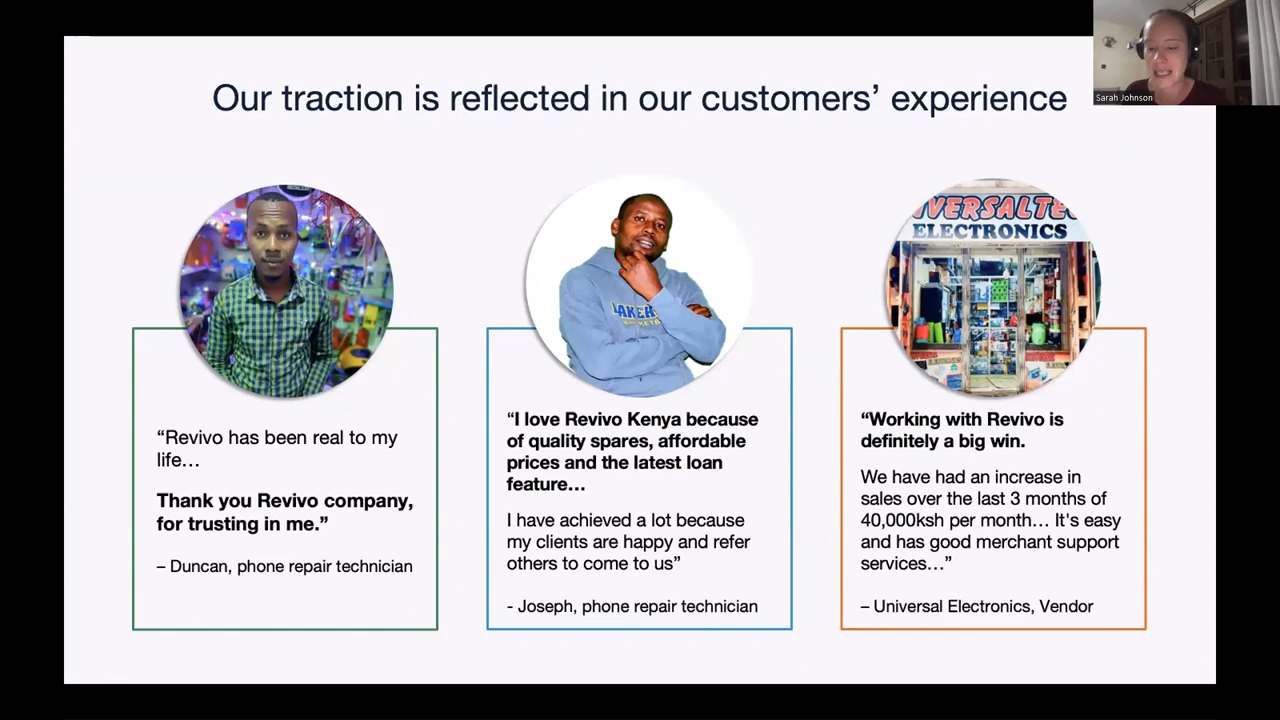 Sarah Johnson
Our traction is reflected in our customers’ experience
LAKER
ELECTRONICS
“Revivo has been real to my
life…
Thank you Revivo company,
for trusting in me.”
– Duncan, phone repair technician
“I love Revivo Kenya because
of quality spares, affordable
prices and the latest loan
feature…
I have achieved a lot because
my clients are happy and refer
others to come to us”
- Joseph, phone repair technician
“Working with Revivo is
definitely a big win.
We have had an increase in
sales over the last 3 months of
40,000ksh per month… It's easy
and has good merchant support
services…”
– Universal Electronics, Vendor